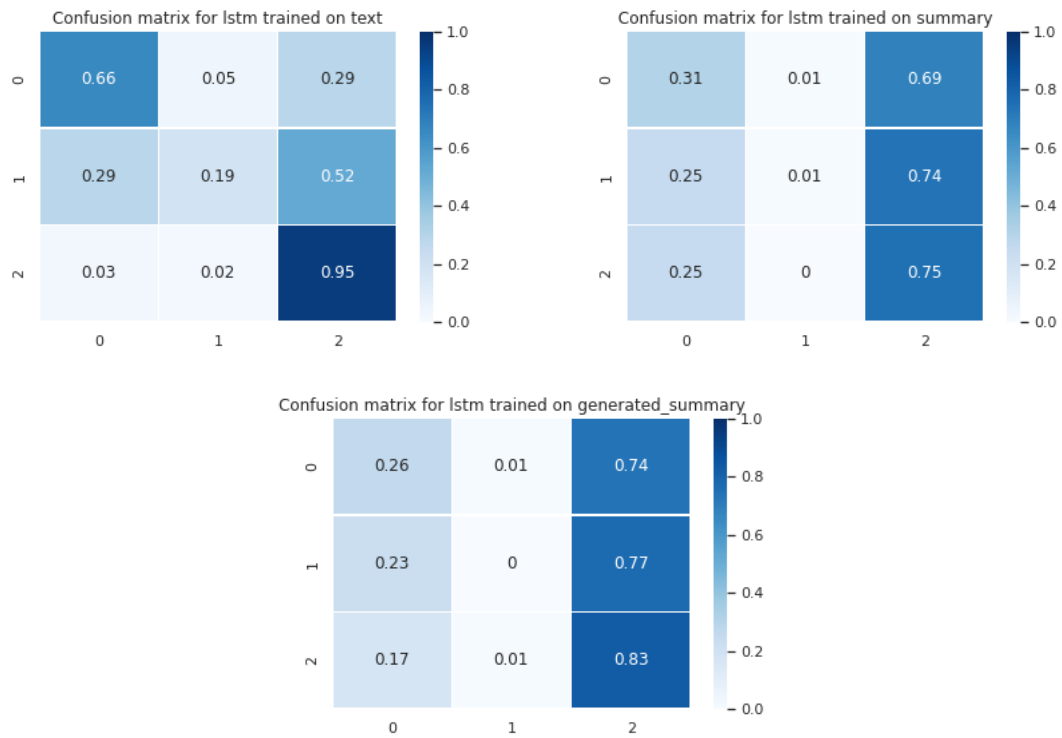 Confusion matrix for lstm trained on text
0 0.66 0.05 0.29
1 0.29 0.19 0.52
2 0.03 0.02 0.95
0 1 2
1.0
0.8
0.6
0.4
0.2
0.0
Confusion matrix for lstm trained on summary
0 0.31 0.01 0.69
1 0.25 0.01 0.74
2 0.25 0 0.75
0 1 2
1.0
0.8
0.6
0.4
0.2
0.0
Confusion matrix for lstm trained on generated_summary
0 0.26 0.01 0.74
1 0.23 0 0.77
2 0.17 0.01 0.83
0 1 2
1.0
0.8
0.6
0.4
0.2
0.0